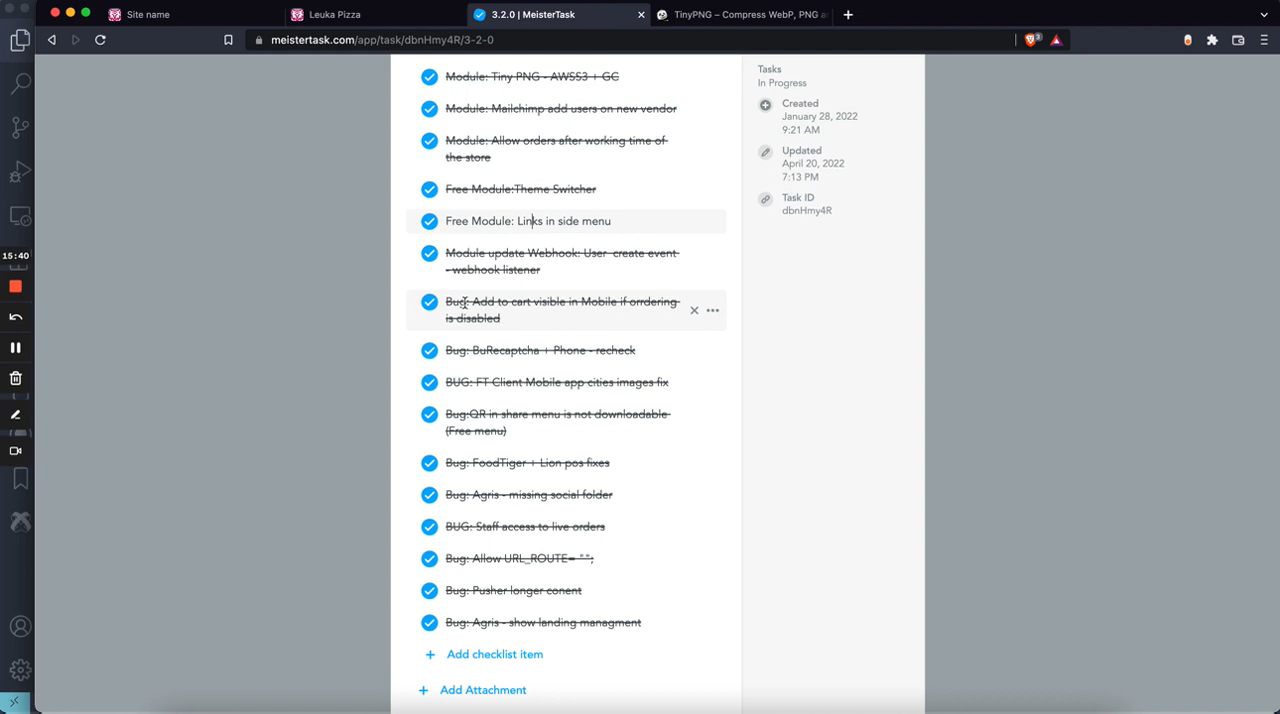 Site name
Leuka Pizza
3.2.0 - MeisterTask
TinyPNG – Compress WebP, PNG a
meistertask.com/app/task/dbnHmy4R/3-2-0
3
15:40
Module: Tiny PNG - AWS53 + GC
Module: Mailchimp add users on new vendor
Module: Allow orders after working time of
the store
Free Module:Theme Switcher
Free Module: Links in side menu
Module update Webhook: User create event
- webhook listener
Bug: Add to cart visible in Mobile if orrdering
is disabled
Bug: BuRecaptcha + Phone - recheck
BUG: FT Client Mobile app cities images fix
Bug:QR in share menu is not downloadable
(Free menu)
Bug: FoodTiger + Lion pos fixes
Bug: Agris - missing social folder
BUG: Staff access to live orders
Bug: Allow URL_ROUTE= "";
Bug: Pusher longer conent
Bug: Agris - show landing managment
Add checklist item
Add Attachment
Tasks
In Progress
Created
January 28, 2022
9:21 AM
Updated
April 20, 2022
7:13 PM
Task ID
dbnHmy4R